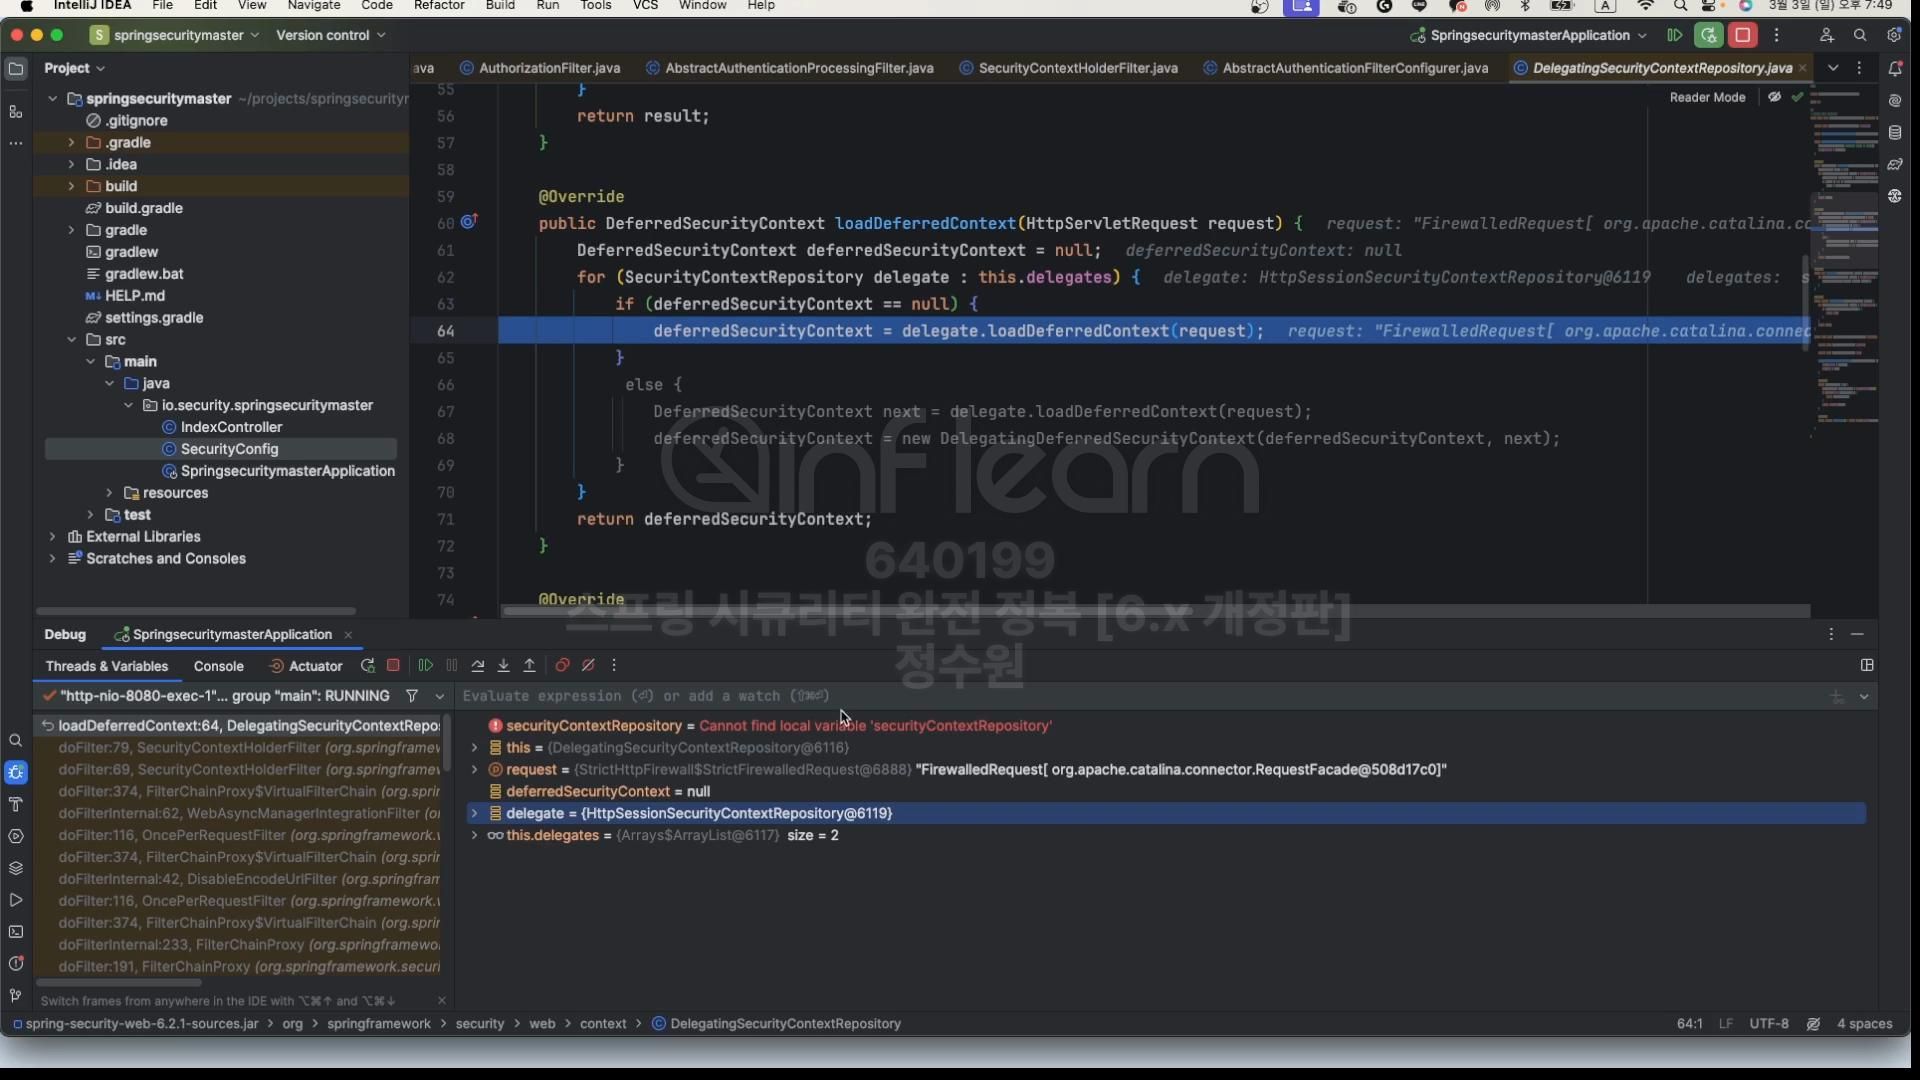 IntelliJ IDEA File Edit View Navigate Code Refactor Build Run Tools VCS Window Help A 3월 3일 (일) 오후 7:49
S springsecuritymaster Version control SpringsecuritymasterApplication
Project
ava AuthorizationFilter.java AbstractAuthenticationProcessingFilter.java SecurityContextHolderFilter.java AbstractAuthenticationFilterConfigurer.java DelegatingSecurityContextRepository.java
Reader Mode
springsecuritymaster ~/projects/springsecurityr
.gitignore
.gradle
.idea
build
build.gradle
gradle
gradlew
gradlew.bat
M↓ HELP.md
settings.gradle
src
main
java
io.security.springsecuritymaster
IndexController
SecurityConfig
SpringsecuritymasterApplication
resources
test
External Libraries
Scratches and Consoles
55 }
56 return result;
57 }
58
59 @Override
60 public DeferredSecurityContext loadDeferredContext(HttpServletRequest request) { request: "FirewalledRequest[ org.apache.catalina.co
61 DeferredSecurityContext deferredSecurityContext = null; deferredSecurityContext: null
62 for (SecurityContextRepository delegate : this.delegates) { delegate: HttpSessionSecurityContextRepository@6119 delegates: s
63 if (deferredSecurityContext == null) {
64 deferredSecurityContext = delegate.loadDeferredContext(request); request: "FirewalledRequest[ org.apache.catalina.connec
65 }
66 else {
67 DeferredSecurityContext next = delegate.loadDeferredContext(request);
68 deferredSecurityContext = new DelegatingDeferredSecurityContext(deferredSecurityContext, next);
69 }
70 }
71 return deferredSecurityContext;
72 }
73
74 @Override
inflearn
640199
스프링 시큐리티 완전 정복 [6.x 개정판]
정수원
Debug SpringsecuritymasterApplication
Threads & Variables Console Actuator
"http-nio-8080-exec-1"... group "main": RUNNING
Evaluate expression (⏎) or add a watch (⇧⌘⏎)
loadDeferredContext:64, DelegatingSecurityContextRepos
doFilter:79, SecurityContextHolderFilter (org.springframew
doFilter:69, SecurityContextHolderFilter (org.springframew
doFilter:374, FilterChainProxy$VirtualFilterChain (org.sprir
doFilterInternal:62, WebAsyncManagerIntegrationFilter (or
doFilter:116, OncePerRequestFilter (org.springframework.v
doFilter:374, FilterChainProxy$VirtualFilterChain (org.sprir
doFilterInternal:42, DisableEncodeUrlFilter (org.springfram
doFilter:116, OncePerRequestFilter (org.springframework.v
doFilter:374, FilterChainProxy$VirtualFilterChain (org.sprir
doFilterInternal:233, FilterChainProxy (org.springframewor
doFilter:191, FilterChainProxy (org.springframework.securi
Switch frames from anywhere in the IDE with ⌥⌘↑ and ⌥⌘↓
securityContextRepository = Cannot find local variable 'securityContextRepository'
this = {DelegatingSecurityContextRepository@6116}
request = {StrictHttpFirewall$StrictFirewalledRequest@6888} "FirewalledRequest[ org.apache.catalina.connector.RequestFacade@508d17c0]"
deferredSecurityContext = null
delegate = {HttpSessionSecurityContextRepository@6119}
this.delegates = {Arrays$ArrayList@6117} size = 2
spring-security-web-6.2.1-sources.jar > org > springframework > security > web > context > DelegatingSecurityContextRepository 64:1 LF UTF-8 4 spaces